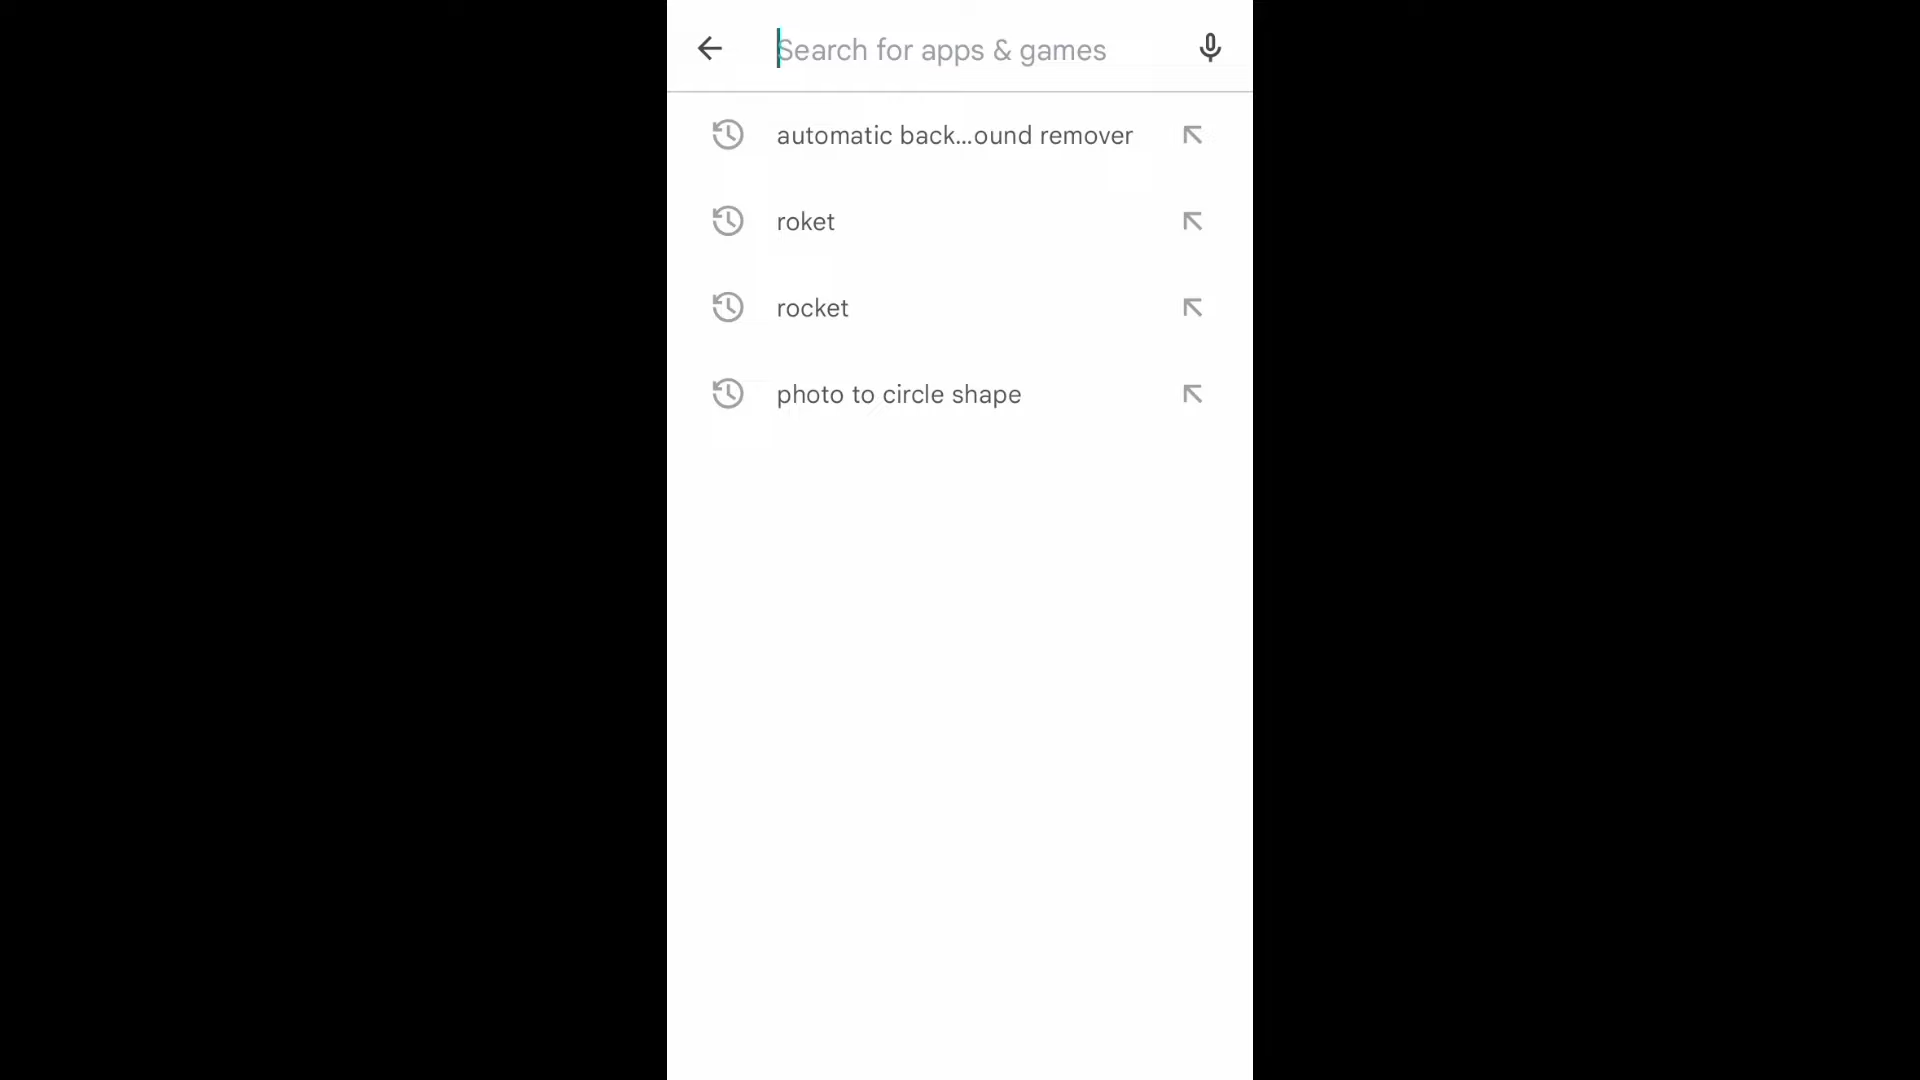 Search for apps & games
automatic back...ound remover
roket
rocket
photo to circle shape